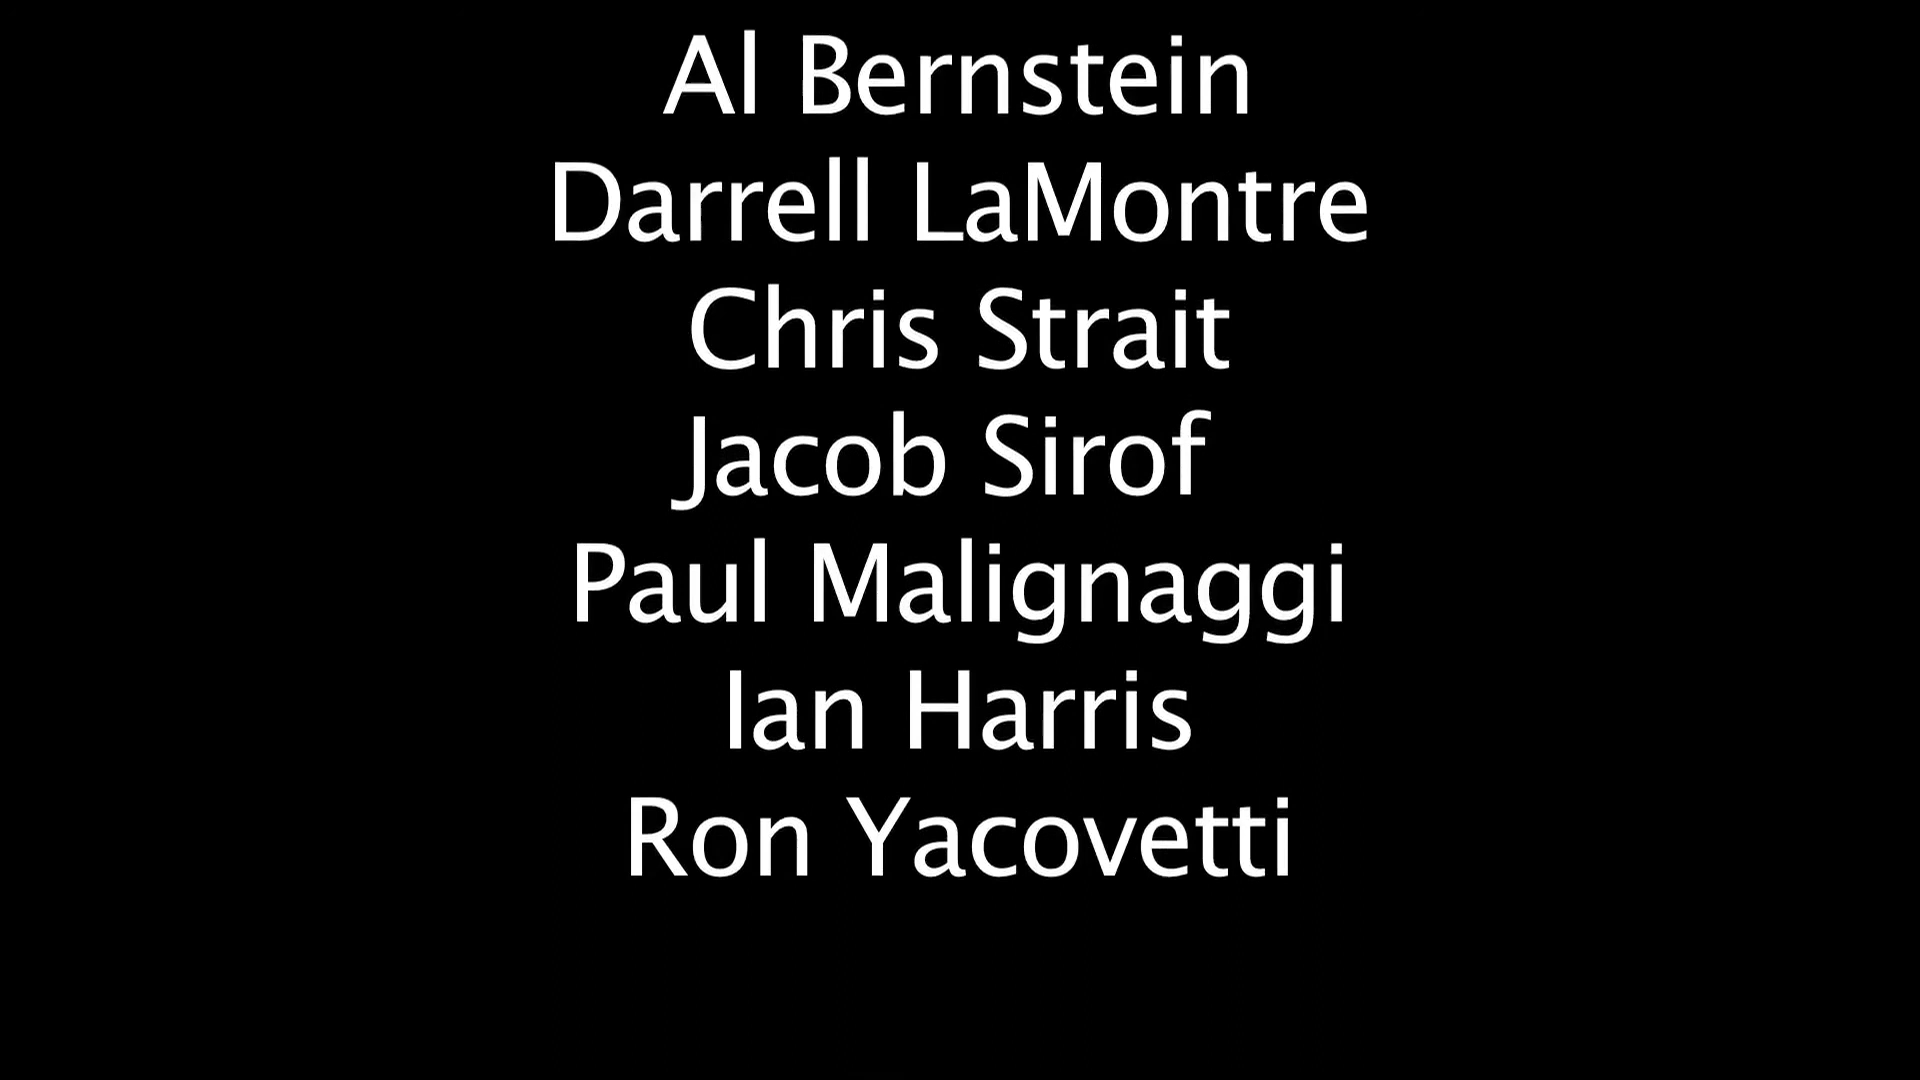 Al Bernstein
Darrell LaMontre
Chris Strait
Jacob Sirof
Paul Malignaggi
Ian Harris
Ron Yacovetti